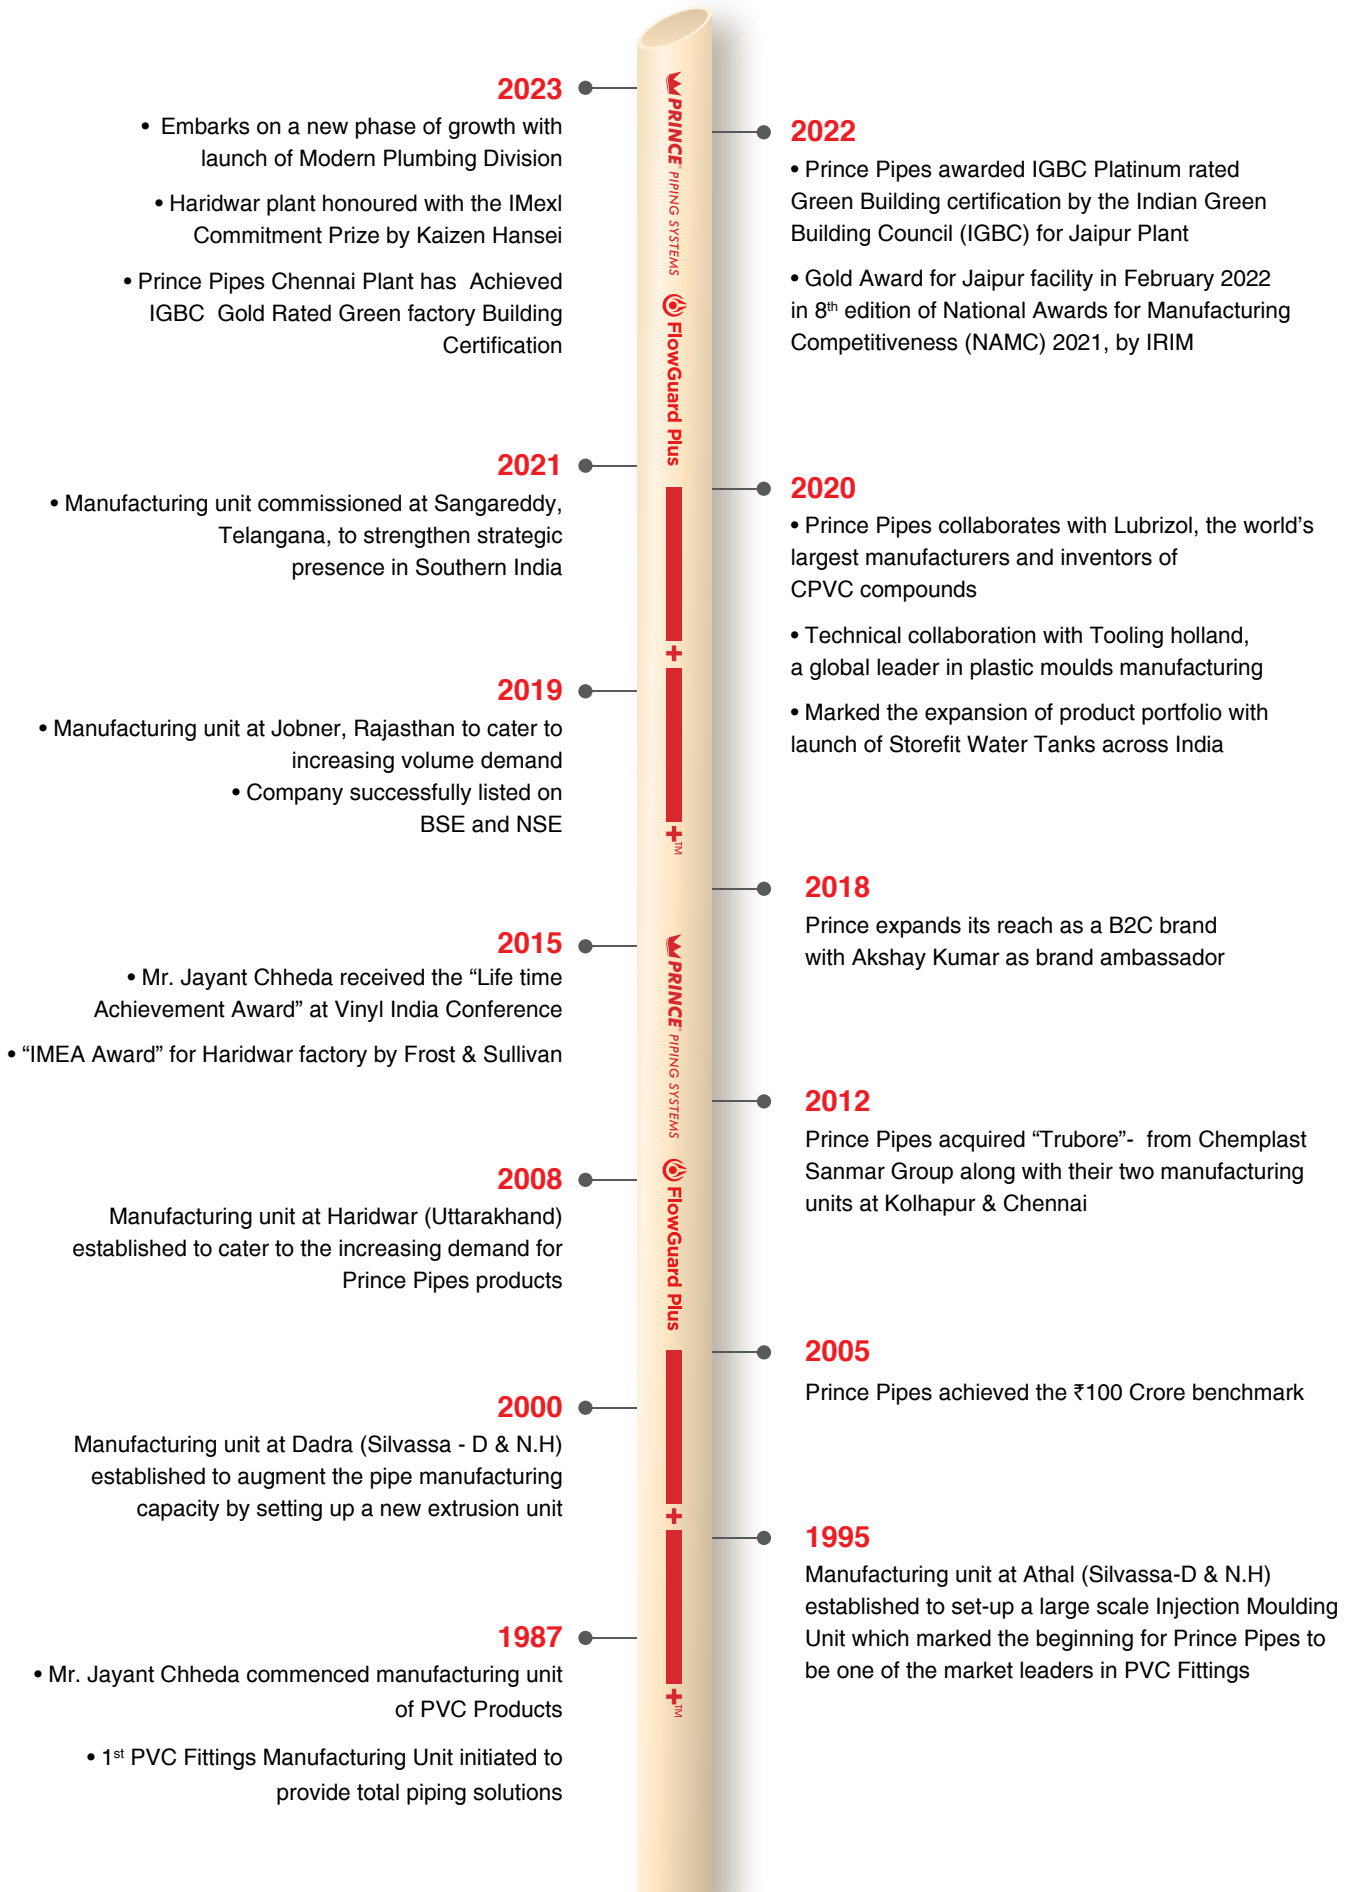 2023
• Embarks on a new phase of growth with
launch of Modern Plumbing Division
• Haridwar plant honoured with the IMexI
Commitment Prize by Kaizen Hansei
• Prince Pipes Chennai Plant has Achieved
IGBC Gold Rated Green factory Building
Certification
2022
• Prince Pipes awarded IGBC Platinum rated
Green Building certification by the Indian Green
Building Council (IGBC) for Jaipur Plant
• Gold Award for Jaipur facility in February 2022
in 8th edition of National Awards for Manufacturing
Competitiveness (NAMC) 2021, by IRIM
2021
• Manufacturing unit commissioned at Sangareddy,
Telangana, to strengthen strategic
presence in Southern India
2020
• Prince Pipes collaborates with Lubrizol, the world's
largest manufacturers and inventors of
CPVC compounds
• Technical collaboration with Tooling holland,
a global leader in plastic moulds manufacturing
• Marked the expansion of product portfolio with
launch of Storefit Water Tanks across India
2019
• Manufacturing unit at Jobner, Rajasthan to cater to
increasing volume demand
• Company successfully listed on
BSE and NSE
2018
Prince expands its reach as a B2C brand
with Akshay Kumar as brand ambassador
2015
• Mr. Jayant Chheda received the “Life time
Achievement Award” at Vinyl India Conference
• “IMEA Award” for Haridwar factory by Frost & Sullivan
2012
Prince Pipes acquired “Trubore”- from Chemplast
Sanmar Group along with their two manufacturing
units at Kolhapur & Chennai
2008
Manufacturing unit at Haridwar (Uttarakhand)
established to cater to the increasing demand for
Prince Pipes products
2005
Prince Pipes achieved the ₹100 Crore benchmark
2000
Manufacturing unit at Dadra (Silvassa - D & N.H)
established to augment the pipe manufacturing
capacity by setting up a new extrusion unit
1995
Manufacturing unit at Athal (Silvassa-D & N.H)
established to set-up a large scale Injection Moulding
Unit which marked the beginning for Prince Pipes to
be one of the market leaders in PVC Fittings
1987
• Mr. Jayant Chheda commenced manufacturing unit
of PVC Products
• 1st PVC Fittings Manufacturing Unit initiated to
provide total piping solutions
PRINCE PIPING SYSTEMS FlowGuard Plus + +™
PRINCE PIPING SYSTEMS FlowGuard Plus + +™